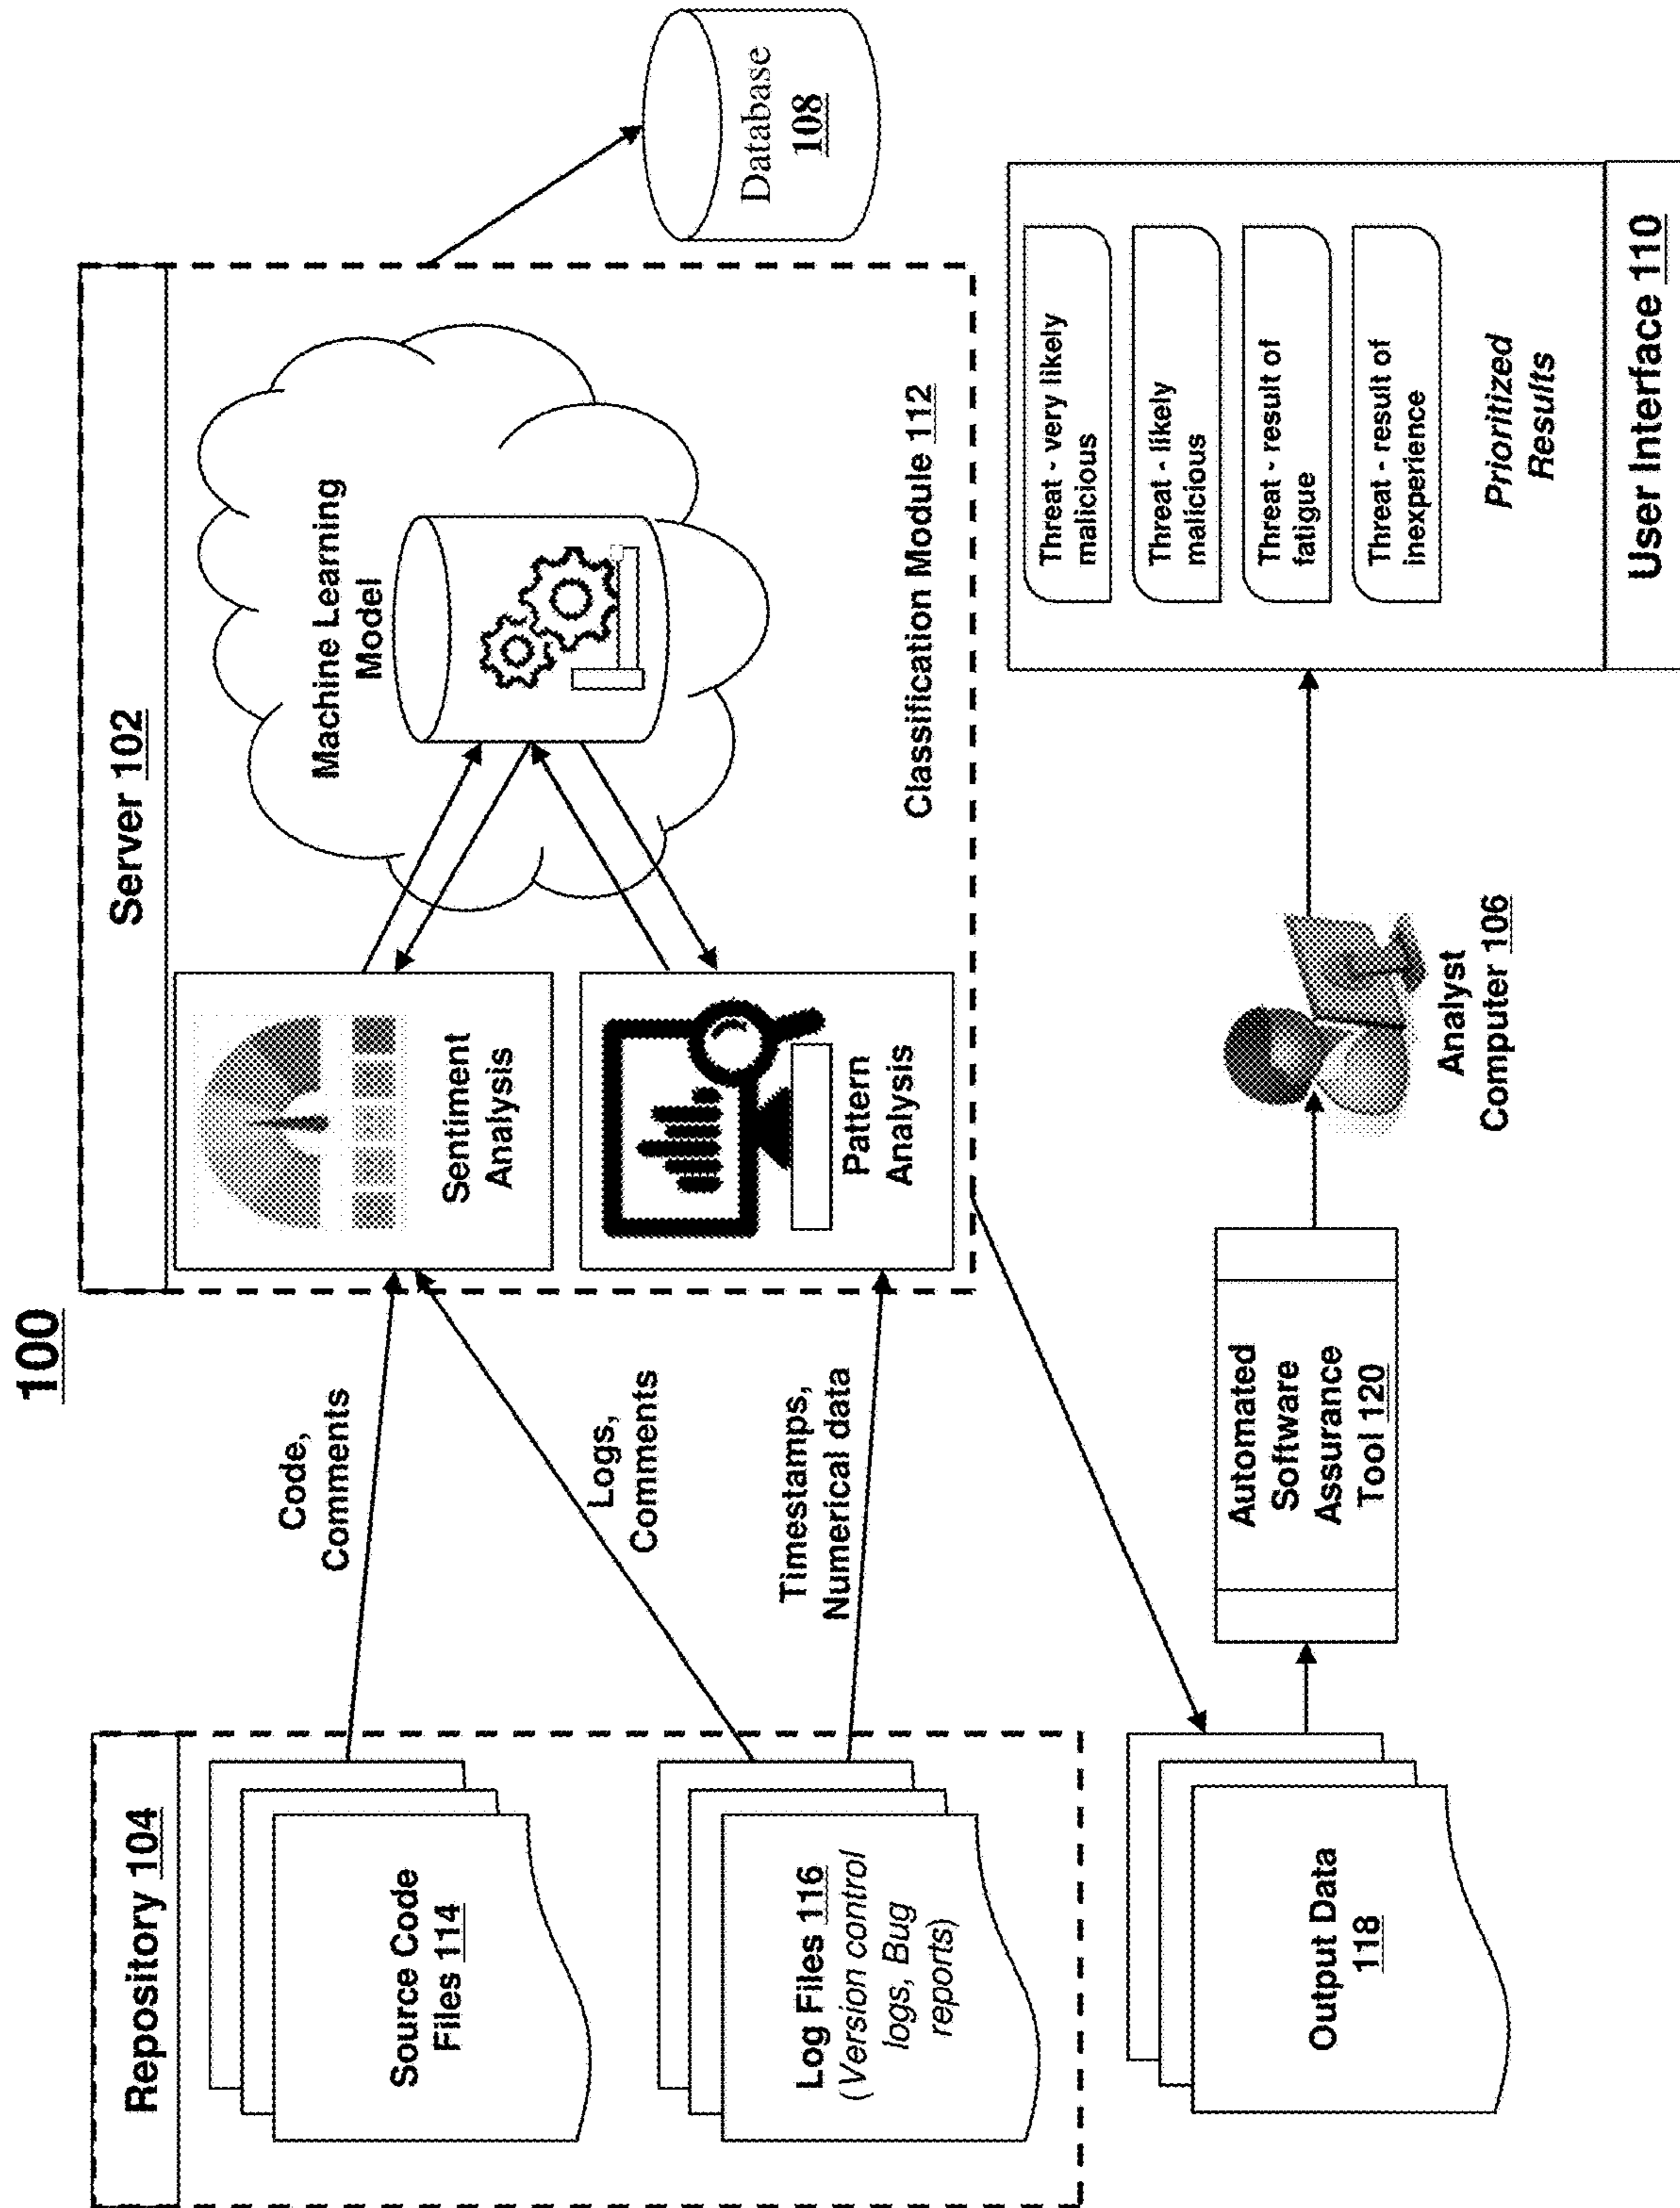 100
Repository 104
Source Code
Files 114
Log Files 116
(Version control
logs, Bug
reports)
Code,
Comments
Logs,
Comments
Timestamps,
Numerical data
Server 102
Sentiment
Analysis
Pattern
Analysis
Machine Learning
Model
Classification Module 112
Database
108
Output Data
118
Automated
Software
Assurance
Tool 120
Analyst
Computer 106
Threat - very likely
malicious
Threat - likely
malicious
Threat - result of
fatigue
Threat - result of
inexperience
Prioritized
Results
User Interface 110